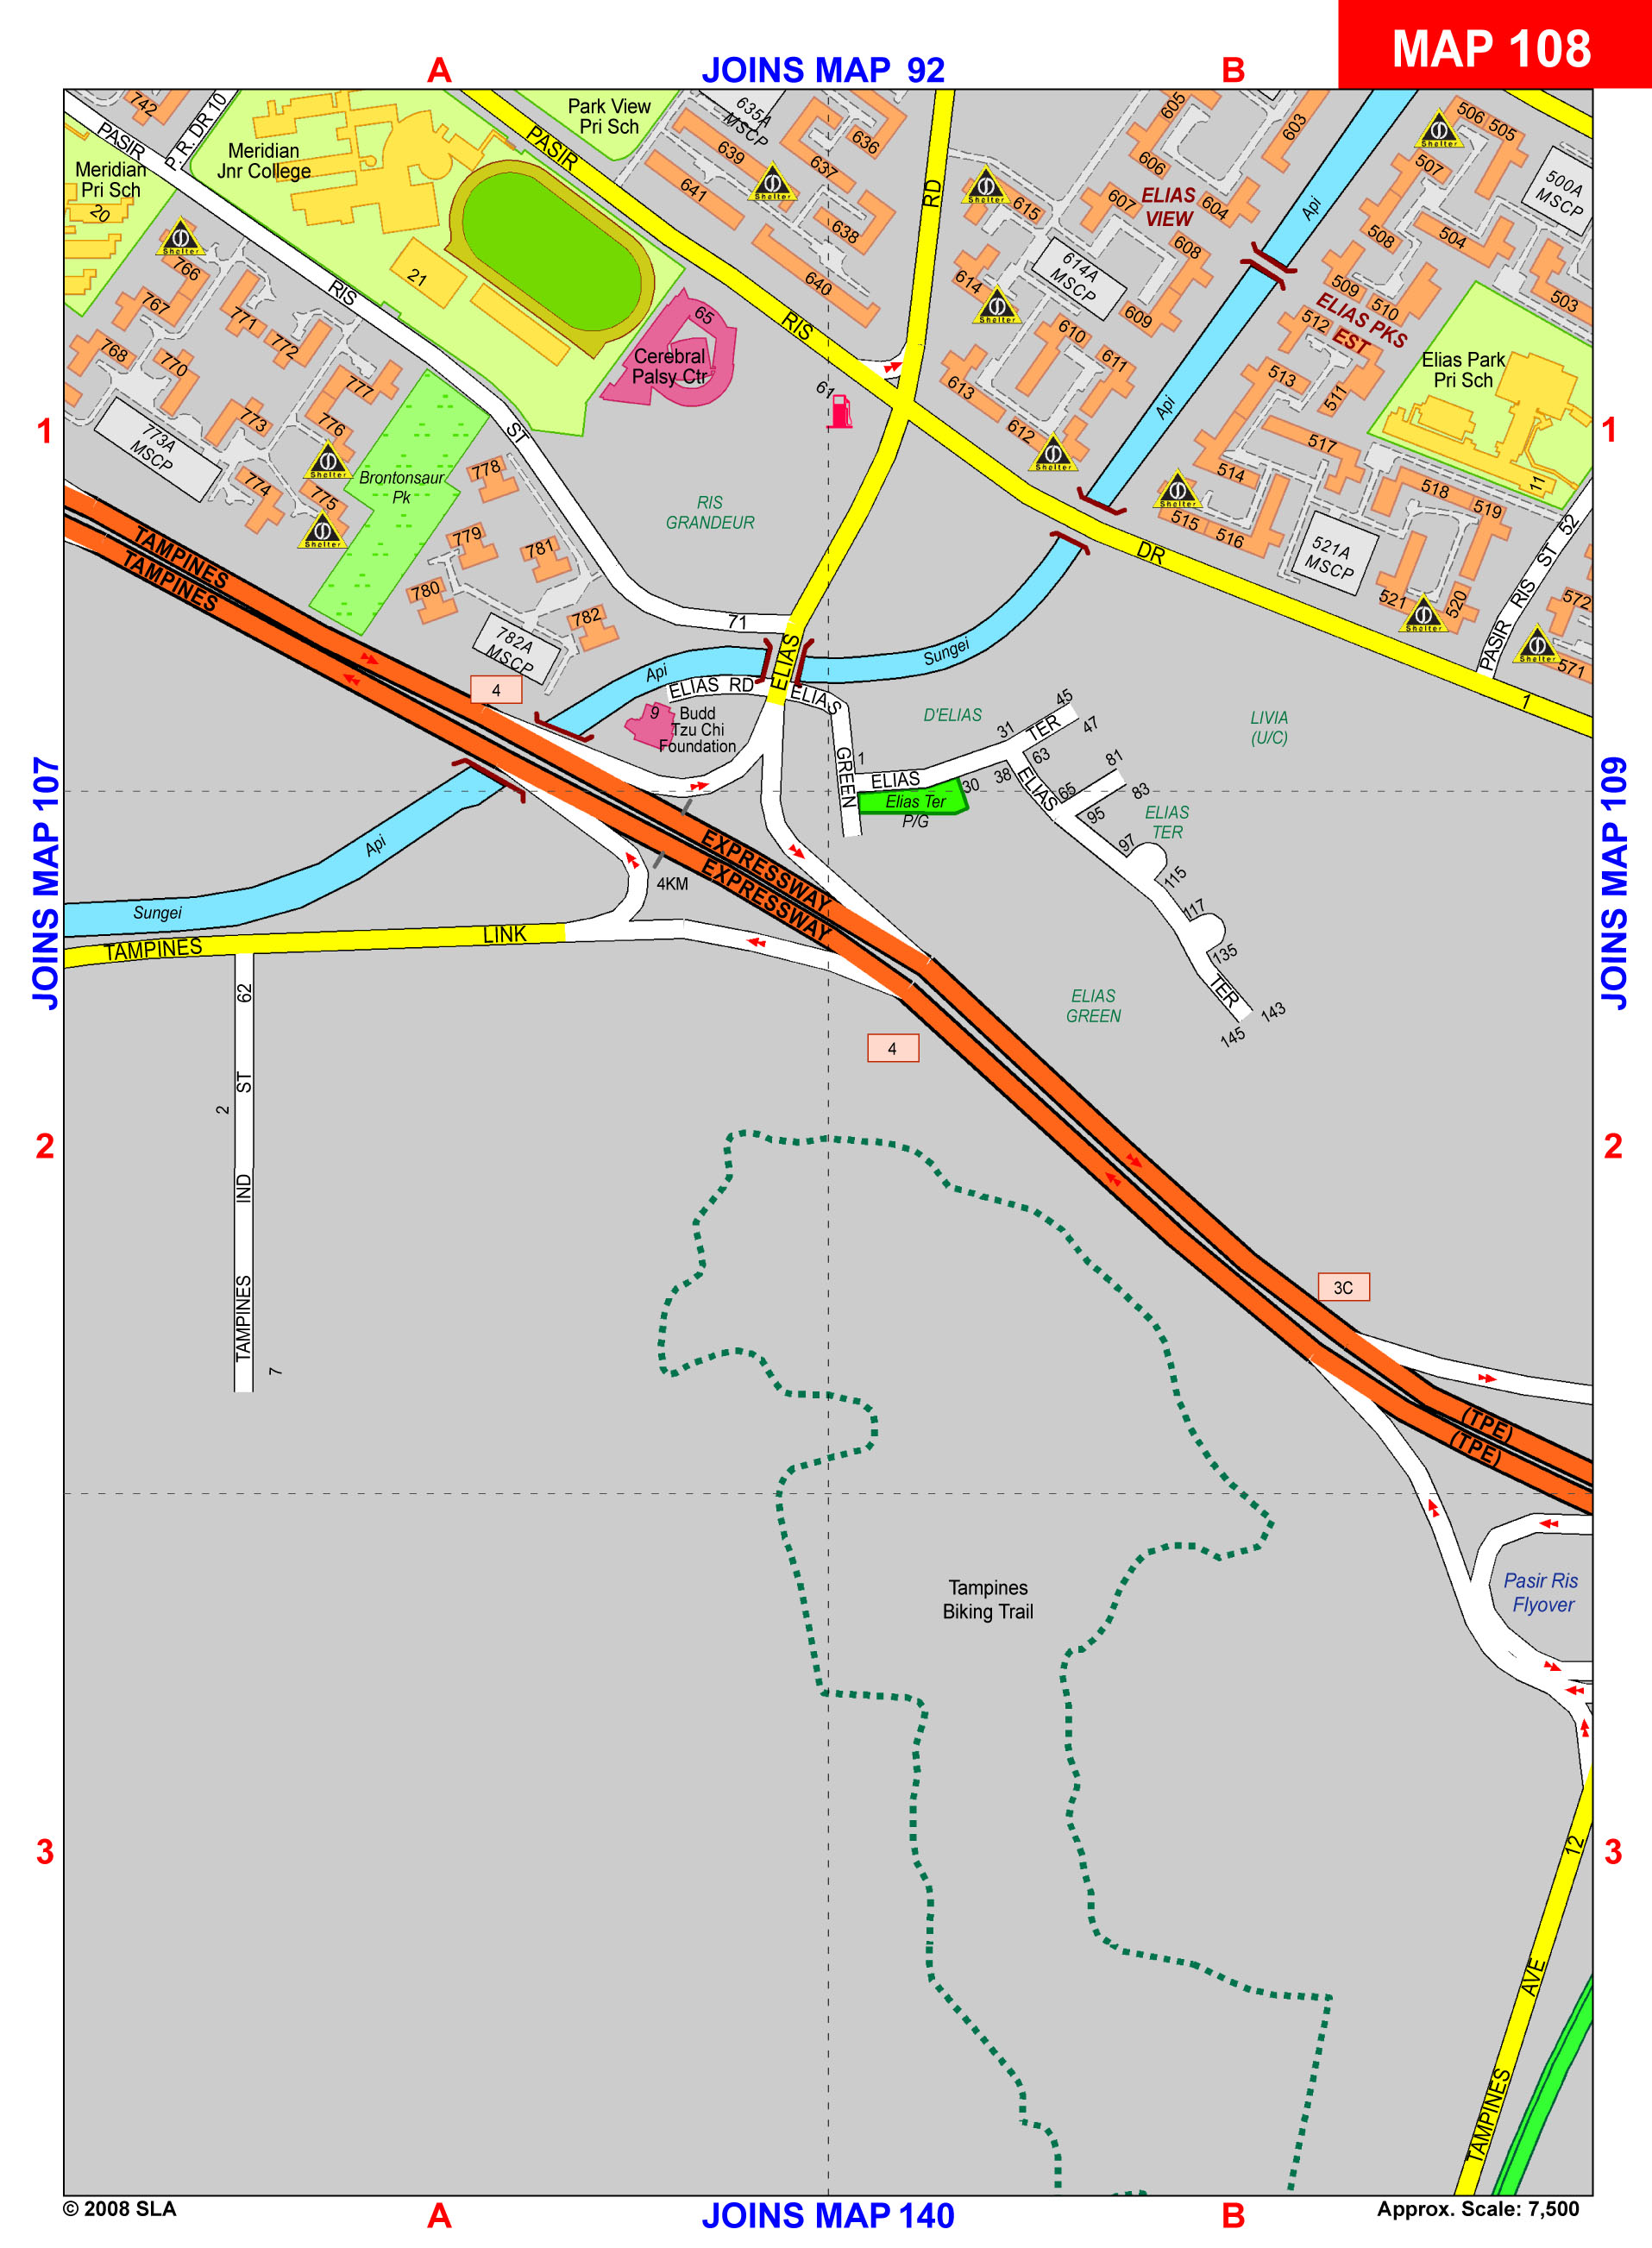 MAP 108
A
JOINS MAP 92
B
742
P. R. DR 10
PASIR
Meridian
Pri Sch
20
Meridian
Jnr College
PASIR
Park View
Pri Sch
635A
MSCP
636
639
637
641
Shelter
638
640
RD
605
603
606
ELIAS
VIEW
607
604
608
615
Shelter
614A
MSCP
614
Shelter
609
610
611
613
612
Shelter
Api
Api
506
505
Shelter
507
500A
MSCP
508
504
503
509
510
512
ELIAS PKS
EST
513
511
Elias Park
Pri Sch
517
514
518
11
519
Shelter
515
516
521A
MSCP
521
520
Shelter
572
571
Shelter
PASIR RIS ST 52
Shelter
766
767
771
772
768
770
777
773
776
773A
MSCP
Shelter
774
775
Shelter
RIS
21
65
Cerebral
Palsy Ctr
RIS
61
ST
1
1
Brontonsaur
Pk
778
779
781
780
782
782A
MSCP
RIS
GRANDEUR
DR
1
71
TAMPINES
TAMPINES
4
Api
Sungei
ELIAS
ELIAS RD
ELIAS
GREEN
9
Budd
Tzu Chi
Foundation
D'ELIAS
LIVIA
(U/C)
1
ELIAS
TER
31
45
47
30
38
63
Elias Ter
P/G
ELIAS
65
81
83
95
ELIAS
TER
97
115
117
135
TER
143
145
ELIAS
GREEN
JOINS MAP 107
JOINS MAP 109
Api
Sungei
EXPRESSWAY
EXPRESSWAY
4KM
TAMPINES
LINK
4
62
ST
2
IND
TAMPINES
7
2
2
3C
(TPE)
(TPE)
Tampines
Biking Trail
Pasir Ris
Flyover
3
3
12
AVE
TAMPINES
© 2008 SLA
A
JOINS MAP 140
B
Approx. Scale: 7,500